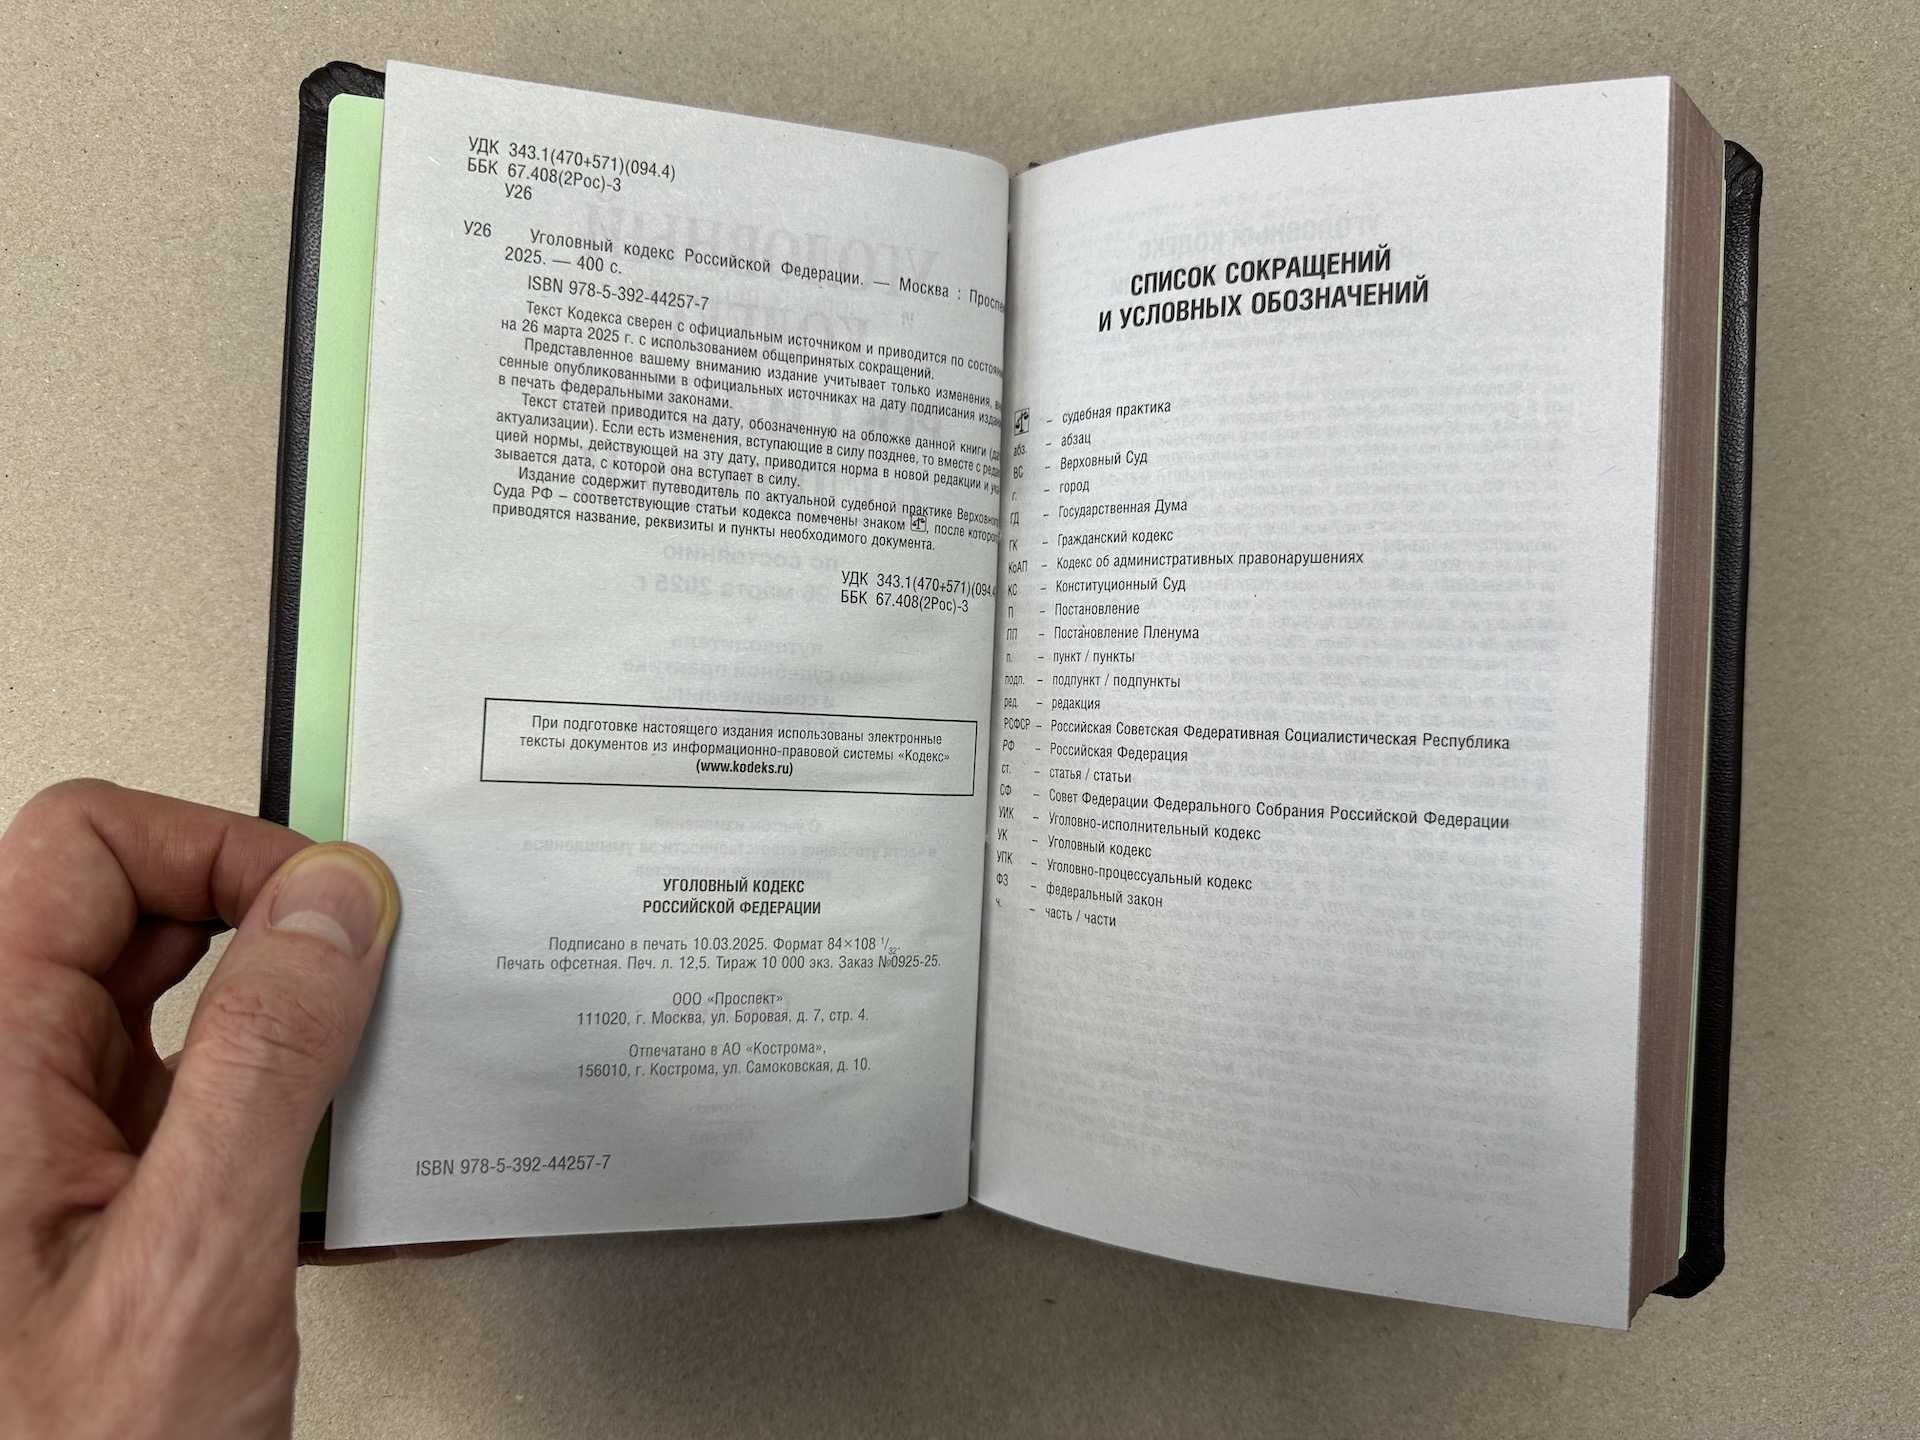 УДК 343.1(470+571)(094.4)
ББК 67.408(2Рос)-3
У26
У26 Уголовный кодекс Российской Федерации. — Москва :
2025. — 400 с.
ISBN 978-5-392-44257-7
Текст Кодекса сверен с официальным источником и приводится по
на 26 марта 2025 г. с использованием общепринятых сокращений.
Представленное вашему вниманию издание учитывает только изменения,
сенные опубликованными в официальных источниках на дату подписания
в печать федеральными законами.
Текст статей приводится на дату, обозначенную на обложке данной книги
актуализации). Если есть изменения, вступающие в силу позднее, то вместе с
цией нормы, действующей на эту дату, приводится норма в новой редакции и
зывается дата, с которой она вступает в силу.
Издание содержит путеводитель по актуальной судебной практике Верховного
Суда РФ – соответствующие статьи кодекса помечены знаком , после
приводятся название, реквизиты и пункты необходимого документа.
УДК 343.1(470+571)(094.4
ББК 67.408(2Рос)-3
При подготовке настоящего издания использованы электронные
тексты документов из информационно-правовой системы «Кодекс»
(www.kodeks.ru)
УГОЛОВНЫЙ КОДЕКС
РОССИЙСКОЙ ФЕДЕРАЦИИ
Подписано в печать 10.03.2025. Формат 84×108 1/32.
Печать офсетная. Печ. л. 12,5. Тираж 10 000 экз. Заказ №0925-25.
ООО «Проспект»
111020, г. Москва, ул. Боровая, д. 7, стр. 4.
Отпечатано в АО «Кострома»,
156010, г. Кострома, ул. Самоковская, д. 10.
ISBN 978-5-392-44257-7
СПИСОК СОКРАЩЕНИЙ
И УСЛОВНЫХ ОБОЗНАЧЕНИЙ
– судебная практика
абз. – абзац
ВС – Верховный Суд
г. – город
ГД – Государственная Дума
ГК – Гражданский кодекс
КоАП – Кодекс об административных правонарушениях
КС – Конституционный Суд
П – Постановление
ПП – Постановление Пленума
п. – пункт / пункты
подп. – подпункт / подпункты
ред. – редакция
РСФСР – Российская Советская Федеративная Социалистическая Республика
РФ – Российская Федерация
ст. – статья / статьи
СФ – Совет Федерации Федерального Собрания Российской Федерации
УИК – Уголовно-исполнительный кодекс
УК – Уголовный кодекс
УПК – Уголовно-процессуальный кодекс
ФЗ – федеральный закон
ч. – часть / части